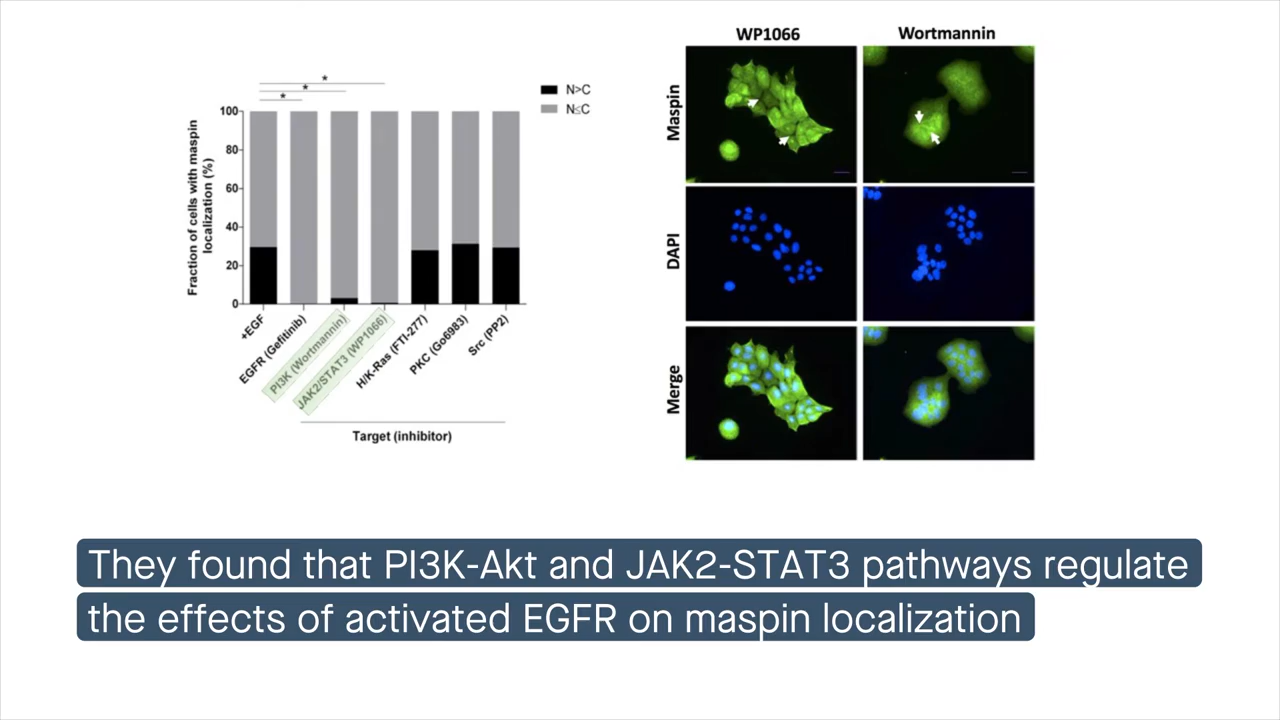 WP1066
Wortmannin
Maspin
DAPI
Merge
* 
*
*
N>C
N≤C
Fraction of cells with maspin
localization (%)
100
80
60
40
20
0
+EGF
EGFR (Gefitinib)
PI3K (Wortmannin)
JAK2/STAT3 (WP1066)
H/K-Ras (FTI-277)
PKC (Go6983)
Src (PP2)
Target (inhibitor)
They found that PI3K-Akt and JAK2-STAT3 pathways regulate
the effects of activated EGFR on maspin localization